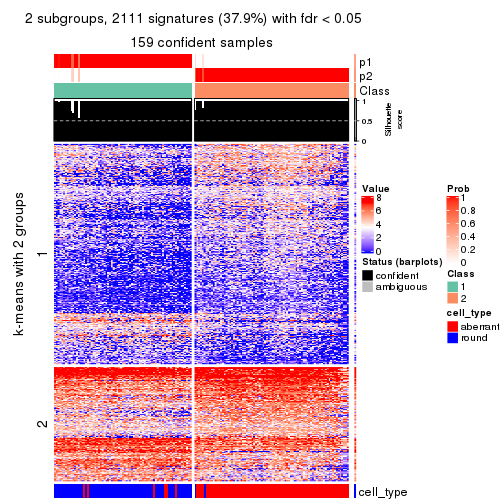 2 subgroups, 2111 signatures (37.9%) with fdr < 0.05
159 confident samples
p1
p2
Class
1
0.5
0
Silhouette
score
k-means with 2 groups
1
2
cell_type
Value
8
6
4
2
0
Status (barplots)
confident
ambiguous
Prob
1
0.8
0.6
0.4
0.2
0
Class
1
2
cell_type
aberrant
round